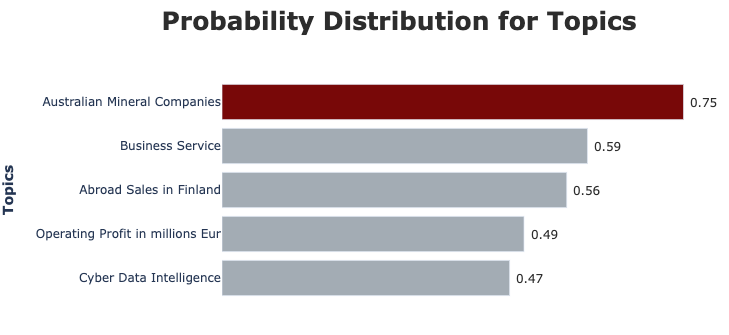 Probability Distribution for Topics
Topics
Australian Mineral Companies 0.75
Business Service 0.59
Abroad Sales in Finland 0.56
Operating Profit in millions Eur 0.49
Cyber Data Intelligence 0.47